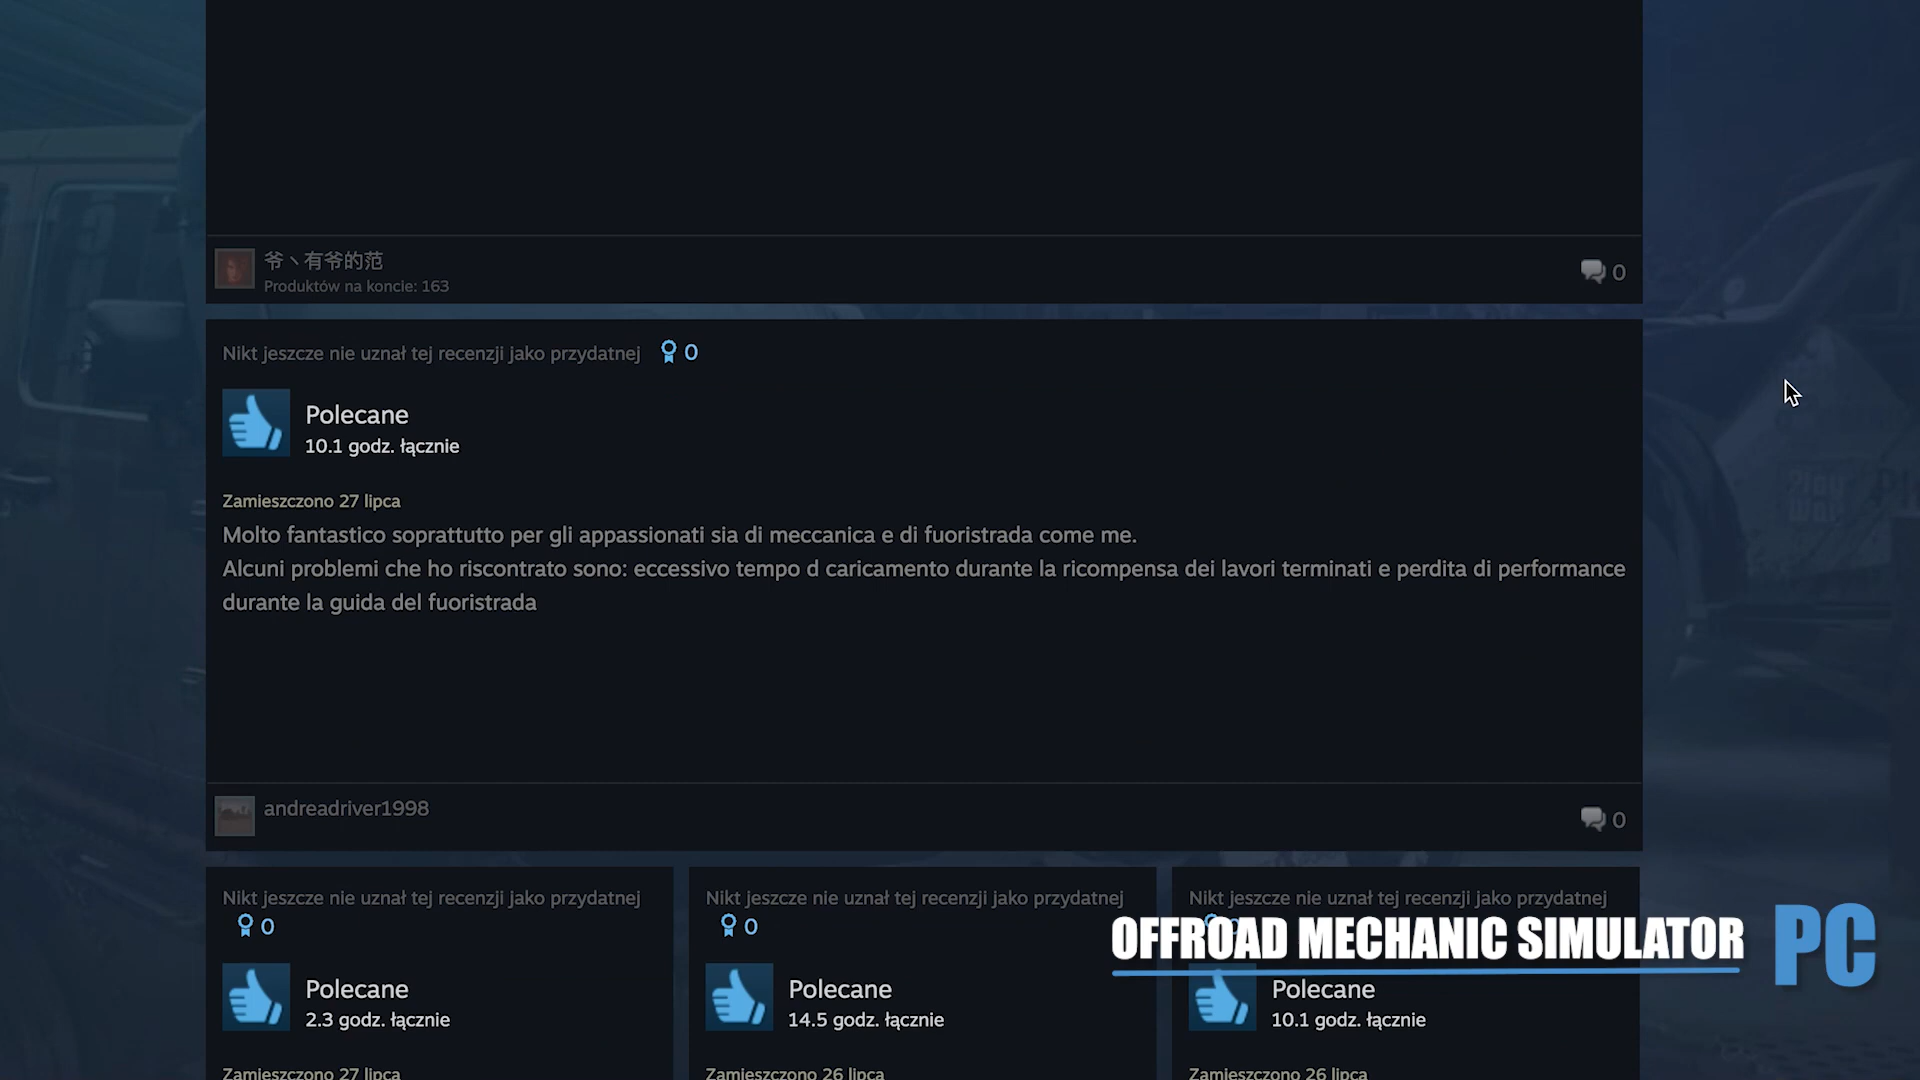 爷丶有爷的范
Produktów na koncie: 163
0
Nikt jeszcze nie uznał tej recenzji jako przydatnej 0
Polecane
10.1 godz. łącznie
Zamieszczono 27 lipca
Molto fantastico soprattutto per gli appassionati sia di meccanica e di fuoristrada come me.
Alcuni problemi che ho riscontrato sono: eccessivo tempo d caricamento durante la ricompensa dei lavori terminati e perdita di performance
durante la guida del fuoristrada
andreadriver1998
0
Nikt jeszcze nie uznał tej recenzji jako przydatnej
0
Polecane
2.3 godz. łącznie
Zamieszczono 27 lipca
Nikt jeszcze nie uznał tej recenzji jako przydatnej
0
Polecane
14.5 godz. łącznie
Zamieszczono 26 lipca
Nikt jeszcze nie uznał tej recenzji jako przydatnej
Polecane
10.1 godz. łącznie
Zamieszczono 26 lipca
OFFROAD MECHANIC SIMULATOR PC